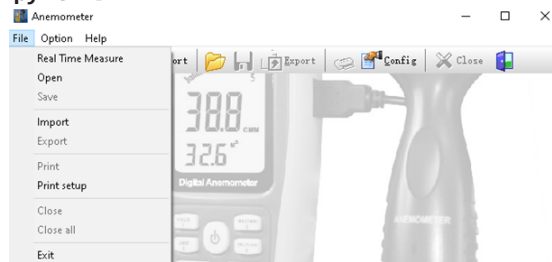 Anemometer
File Option Help
Real Time Measure
ort Export Config Close
Open
Save
Import
Export
Print
Print setup
Close
Close all
Exit
38.8 CMM
32.6
Digital Anemometer
ANEMOMETER